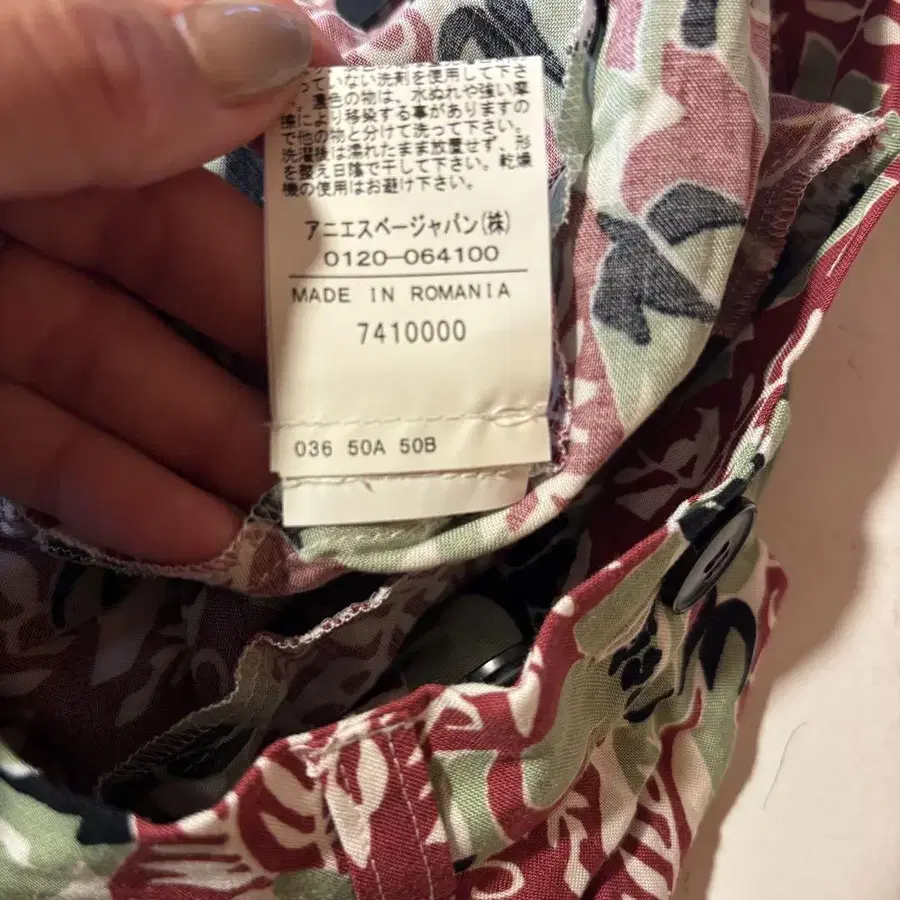 っていない洗剤を使用して下さ
い。濃色の物は、水ぬれや強い摩
擦により移染する事がありますの
で他の物と分けて洗って下さい。
洗濯後は濡れたまま放置せず、形
を整え日陰で干して下さい。乾燥
機の使用はお避け下さい。
アニエスベージャパン(株)
0120-064100
MADE IN ROMANIA
7410000
036 50A 50B